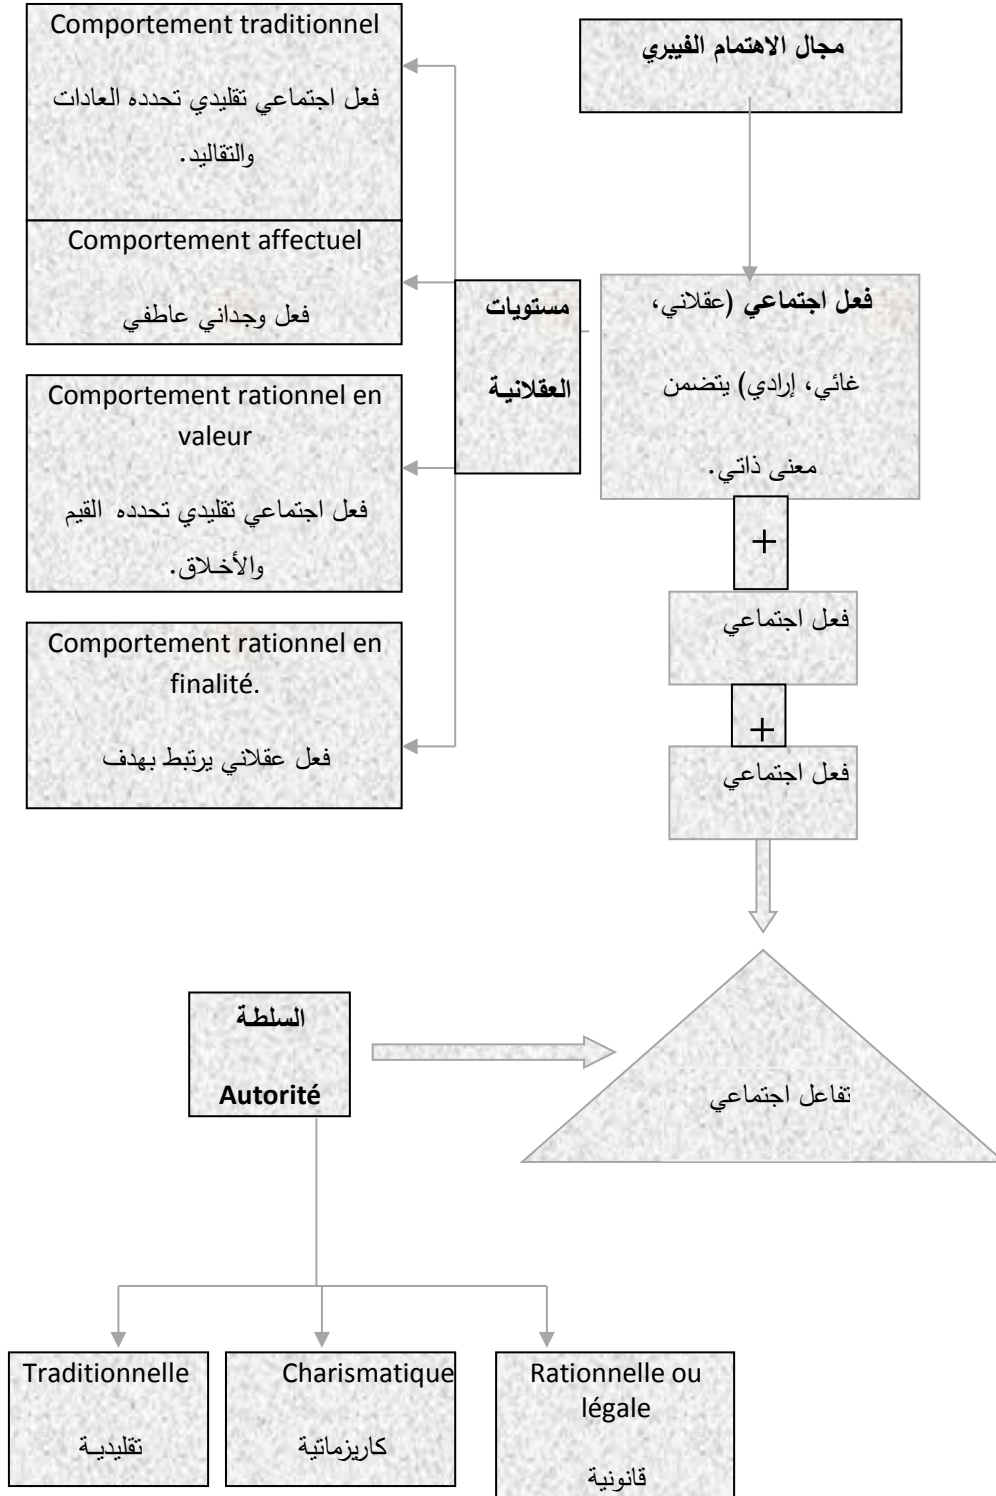 مجال الاهتمام الفيبري
Comportement traditionnel
فعل اجتماعي تقليدي تحدده العادات
والتقاليد.
Comportement affectuel
فعل وجداني عاطفي
مستويات
العقلانية
فعل اجتماعي (عقلاني،
غائي، إرادي) يتضمن
معنى ذاتي.
Comportement rationnel en
valeur
فعل اجتماعي تقليدي تحدده القيم
والأخلاق.
+
فعل اجتماعي
Comportement rationnel en
finalité.
فعل عقلاني يرتبط بهدف
+
فعل اجتماعي
السلطة
Autorité
تفاعل اجتماعي
Traditionnelle
تقليدية
Charismatique
كاريزماتية
Rationnelle ou
légale
قانونية